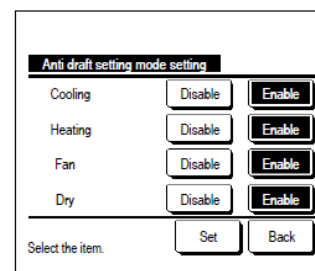 Anti draft setting mode setting
Cooling Disable Enable
Heating Disable Enable
Fan Disable Enable
Dry Disable Enable
Select the item. Set Back